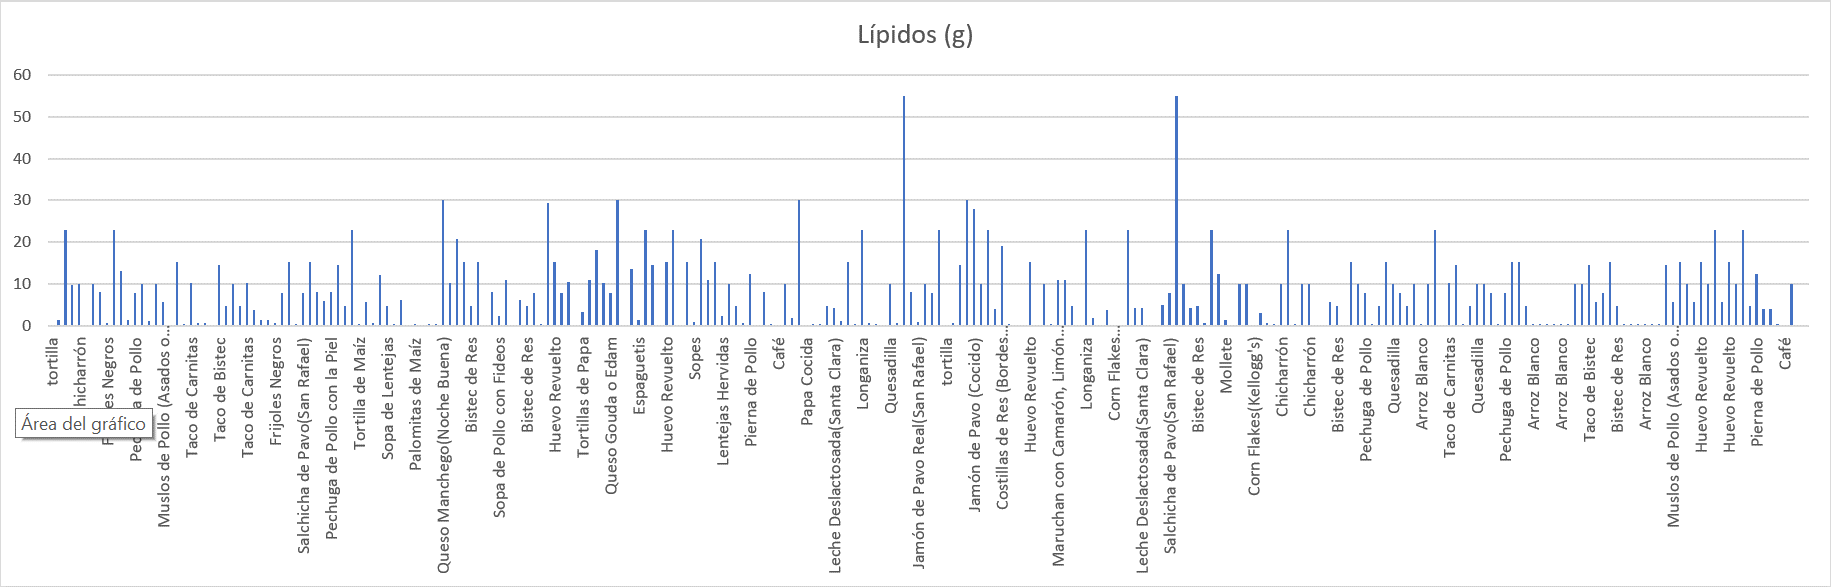 Lípidos (g)
60
50
40
30
20
10
0
tortilla
Chicharrón
Frijoles Negros
Pechuga de Pollo
Muslos de Pollo (Asados o…
Taco de Carnitas
Taco de Bistec
Taco de Carnitas
Frijoles Negros
Salchicha de Pavo(San Rafael)
Pechuga de Pollo con la Piel
Tortilla de Maíz
Sopa de Lentejas
Palomitas de Maíz
Queso Manchego(Noche Buena)
Bistec de Res
Sopa de Pollo con Fideos
Bistec de Res
Huevo Revuelto
Tortillas de Papa
Queso Gouda o Edam
Espaguetis
Huevo Revuelto
Sopes
Lentejas Hervidas
Pierna de Pollo
Café
Papa Cocida
Leche Deslactosada(Santa Clara)
Longaniza
Quesadilla
Jamón de Pavo Real(San Rafael)
tortilla
Jamón de Pavo (Cocido)
Costillas de Res (Bordes…
Huevo Revuelto
Maruchan con Camarón, Limón…
Longaniza
Corn Flakes…
Leche Deslactosada(Santa Clara)
Salchicha de Pavo(San Rafael)
Bistec de Res
Mollete
Corn Flakes(Kellogg's)
Chicharrón
Chicharrón
Bistec de Res
Pechuga de Pollo
Quesadilla
Arroz Blanco
Taco de Carnitas
Quesadilla
Pechuga de Pollo
Arroz Blanco
Arroz Blanco
Taco de Bistec
Bistec de Res
Arroz Blanco
Muslos de Pollo (Asados o…
Huevo Revuelto
Huevo Revuelto
Pierna de Pollo
Café
Área del gráfico